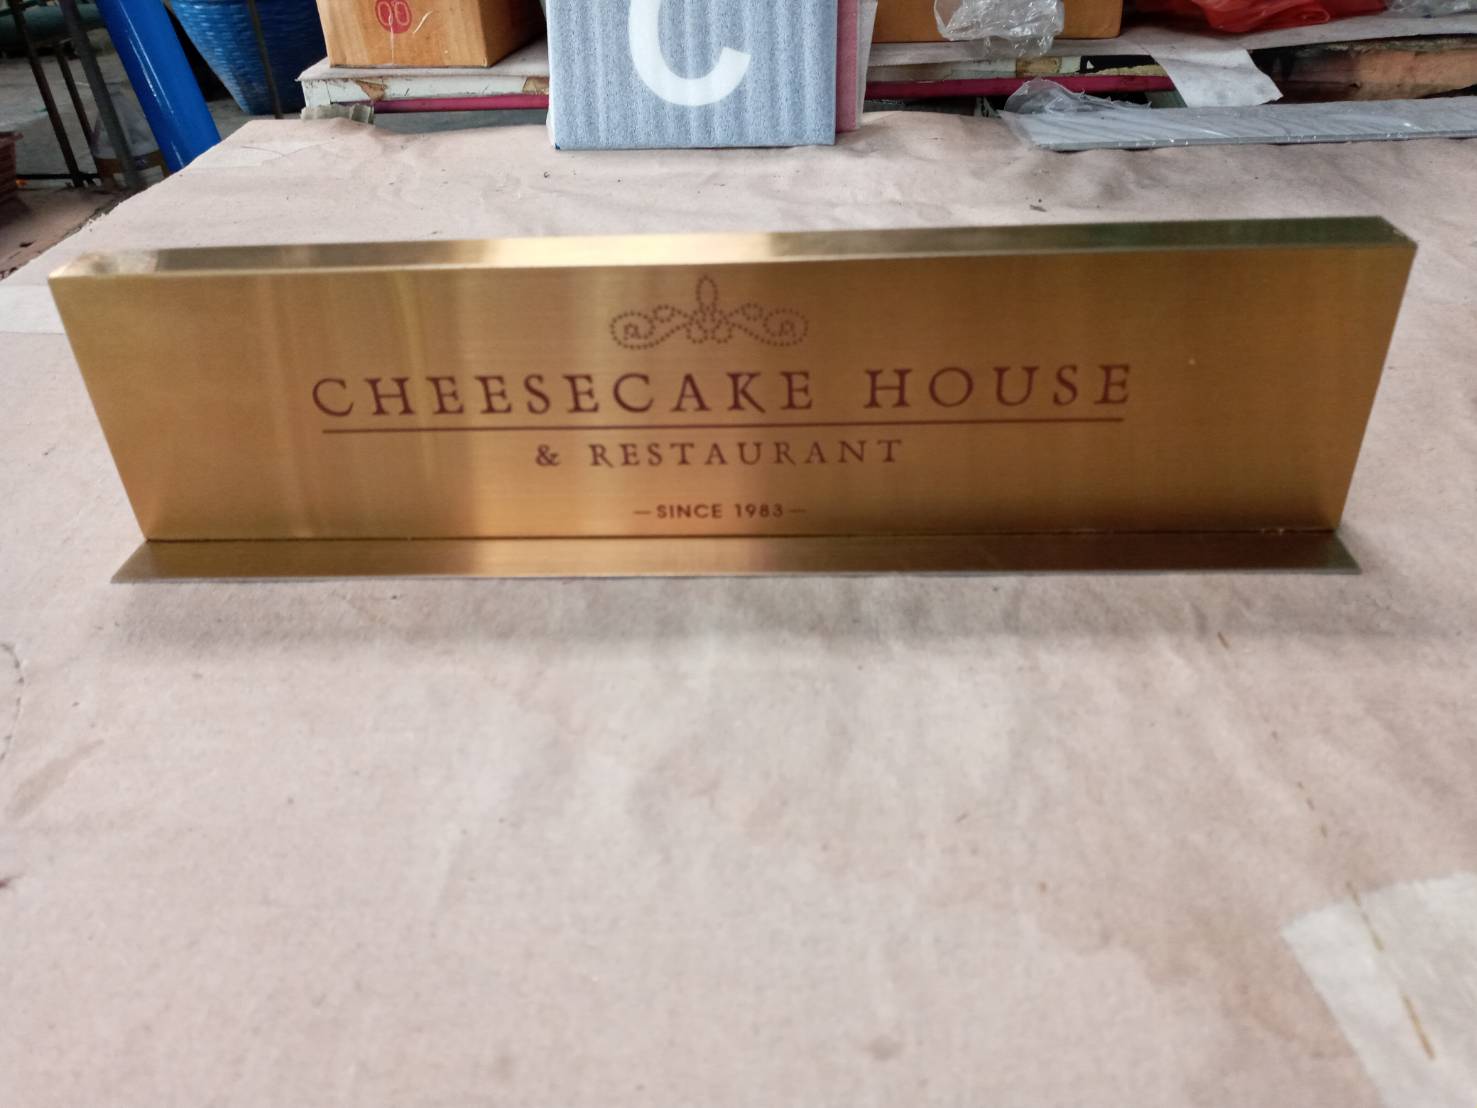 C
CHEESECAKE HOUSE
& RESTAURANT
—SINCE 1983—